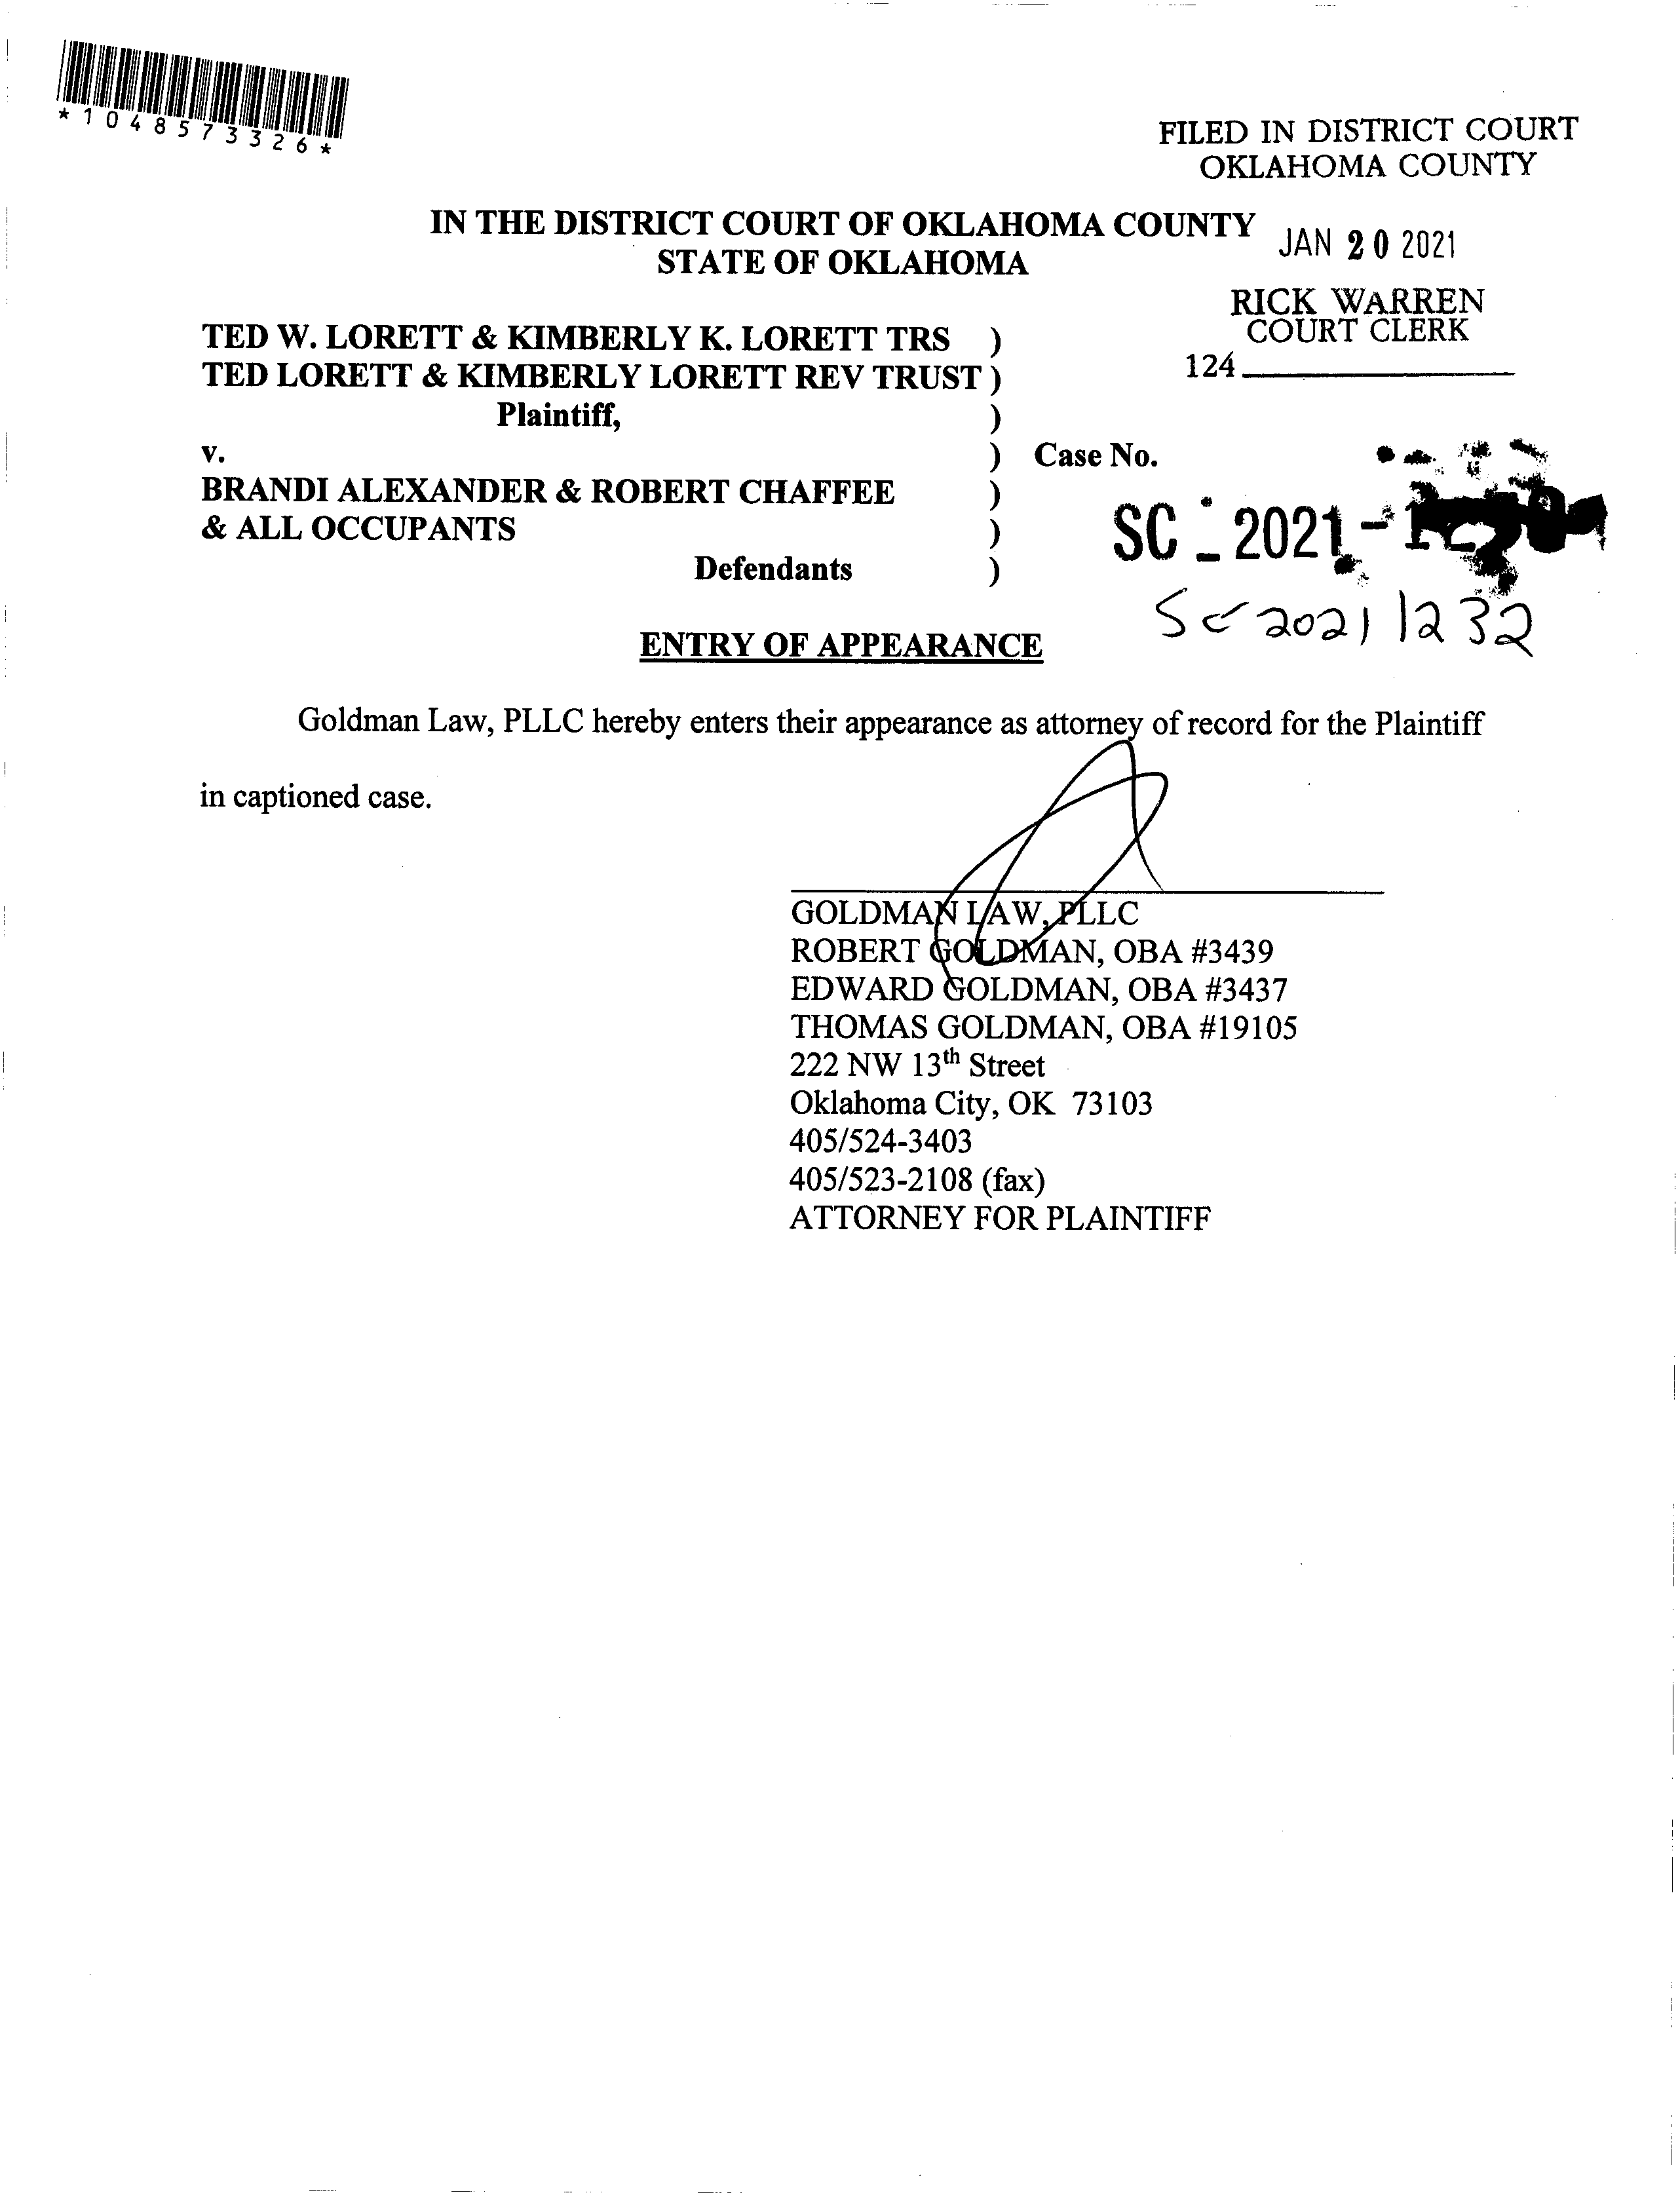 *1048573326*
FILED IN DISTRICT COURT
OKLAHOMA COUNTY
IN THE DISTRICT COURT OF OKLAHOMA COUNTY
STATE OF OKLAHOMA
JAN 20 2021
RICK WARREN
COURT CLERK
124
TED W. LORETT & KIMBERLY K. LORETT TRS )
TED LORETT & KIMBERLY LORETT REV TRUST )
Plaintiff, )
v. ) Case No.
BRANDI ALEXANDER & ROBERT CHAFFEE )
& ALL OCCUPANTS )
Defendants )
SC - 2021 -
SC 2021 1232
ENTRY OF APPEARANCE
Goldman Law, PLLC hereby enters their appearance as attorney of record for the Plaintiff
in captioned case.
GOLDMAN LAW, PLLC
ROBERT GOLDMAN, OBA #3439
EDWARD GOLDMAN, OBA #3437
THOMAS GOLDMAN, OBA #19105
222 NW 13th Street
Oklahoma City, OK 73103
405/524-3403
405/523-2108 (fax)
ATTORNEY FOR PLAINTIFF